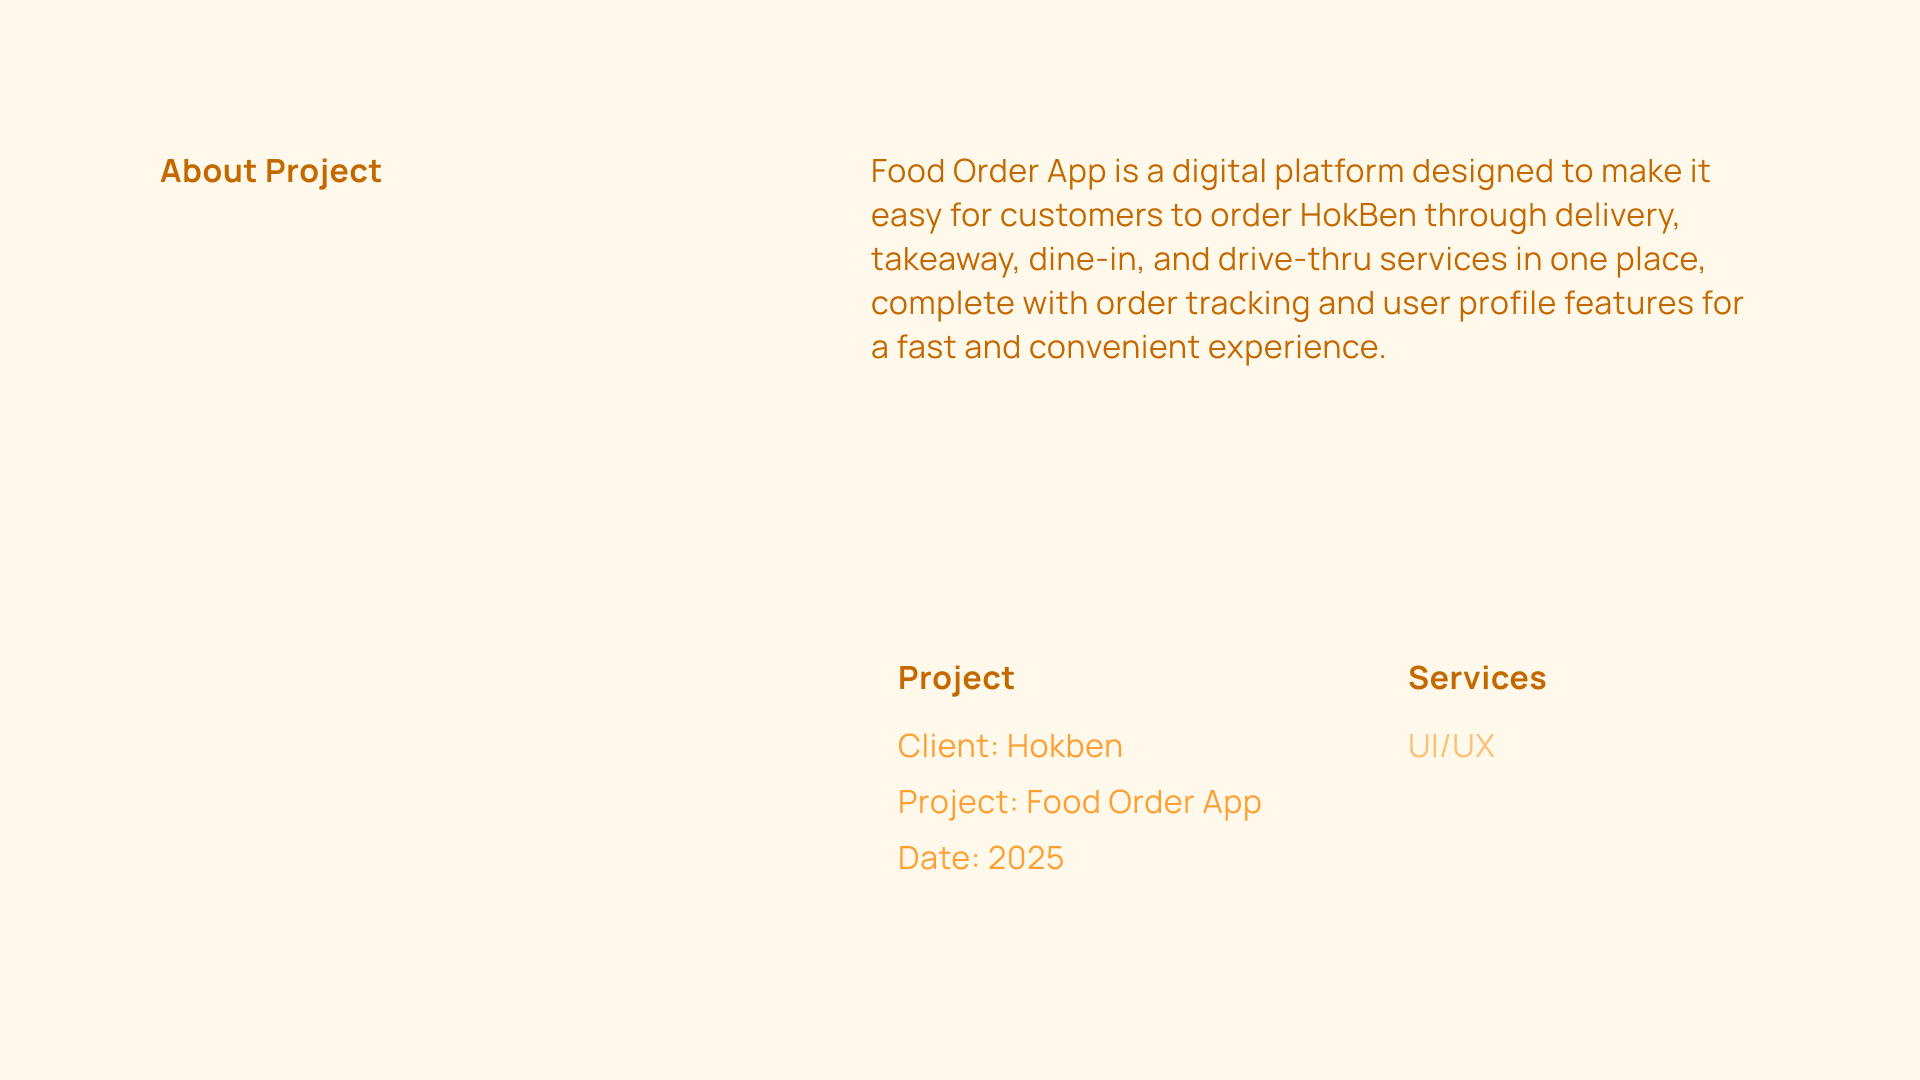 About Project
Food Order App is a digital platform designed to make it
easy for customers to order HokBen through delivery,
takeaway, dine-in, and drive-thru services in one place,
complete with order tracking and user profile features for
a fast and convenient experience.
Project
Client: Hokben
Project: Food Order App
Date: 2025
Services
UI/UX